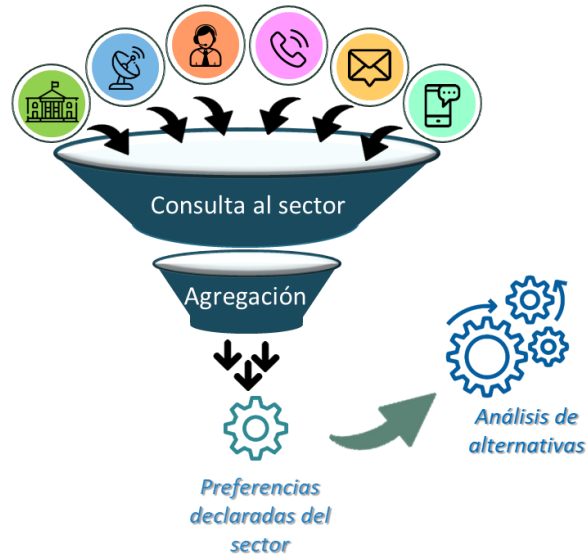 Consulta al sector
Agregación
Análisis de
alternativas
Preferencias
declaradas del
sector